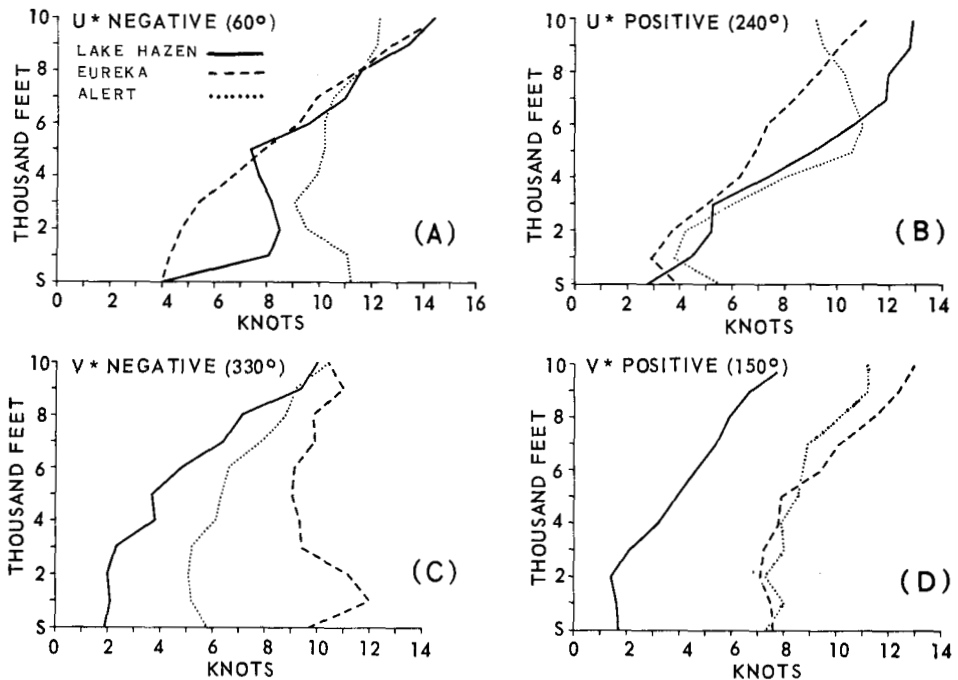 U* NEGATIVE (60°)
LAKE HAZEN
EUREKA
ALERT
THOUSAND FEET
10
8
6
4
2
S
(A)
0 2 4 6 8 10 12 14 16
KNOTS
U* POSITIVE (240°)
THOUSAND FEET
10
8
6
4
2
S
(B)
0 2 4 6 8 10 12 14
KNOTS
V* NEGATIVE (330°)
THOUSAND FEET
10
8
6
4
2
S
(C)
0 2 4 6 8 10 12 14
KNOTS
V* POSITIVE (150°)
THOUSAND FEET
10
8
6
4
2
S
(D)
0 2 4 6 8 10 12 14
KNOTS